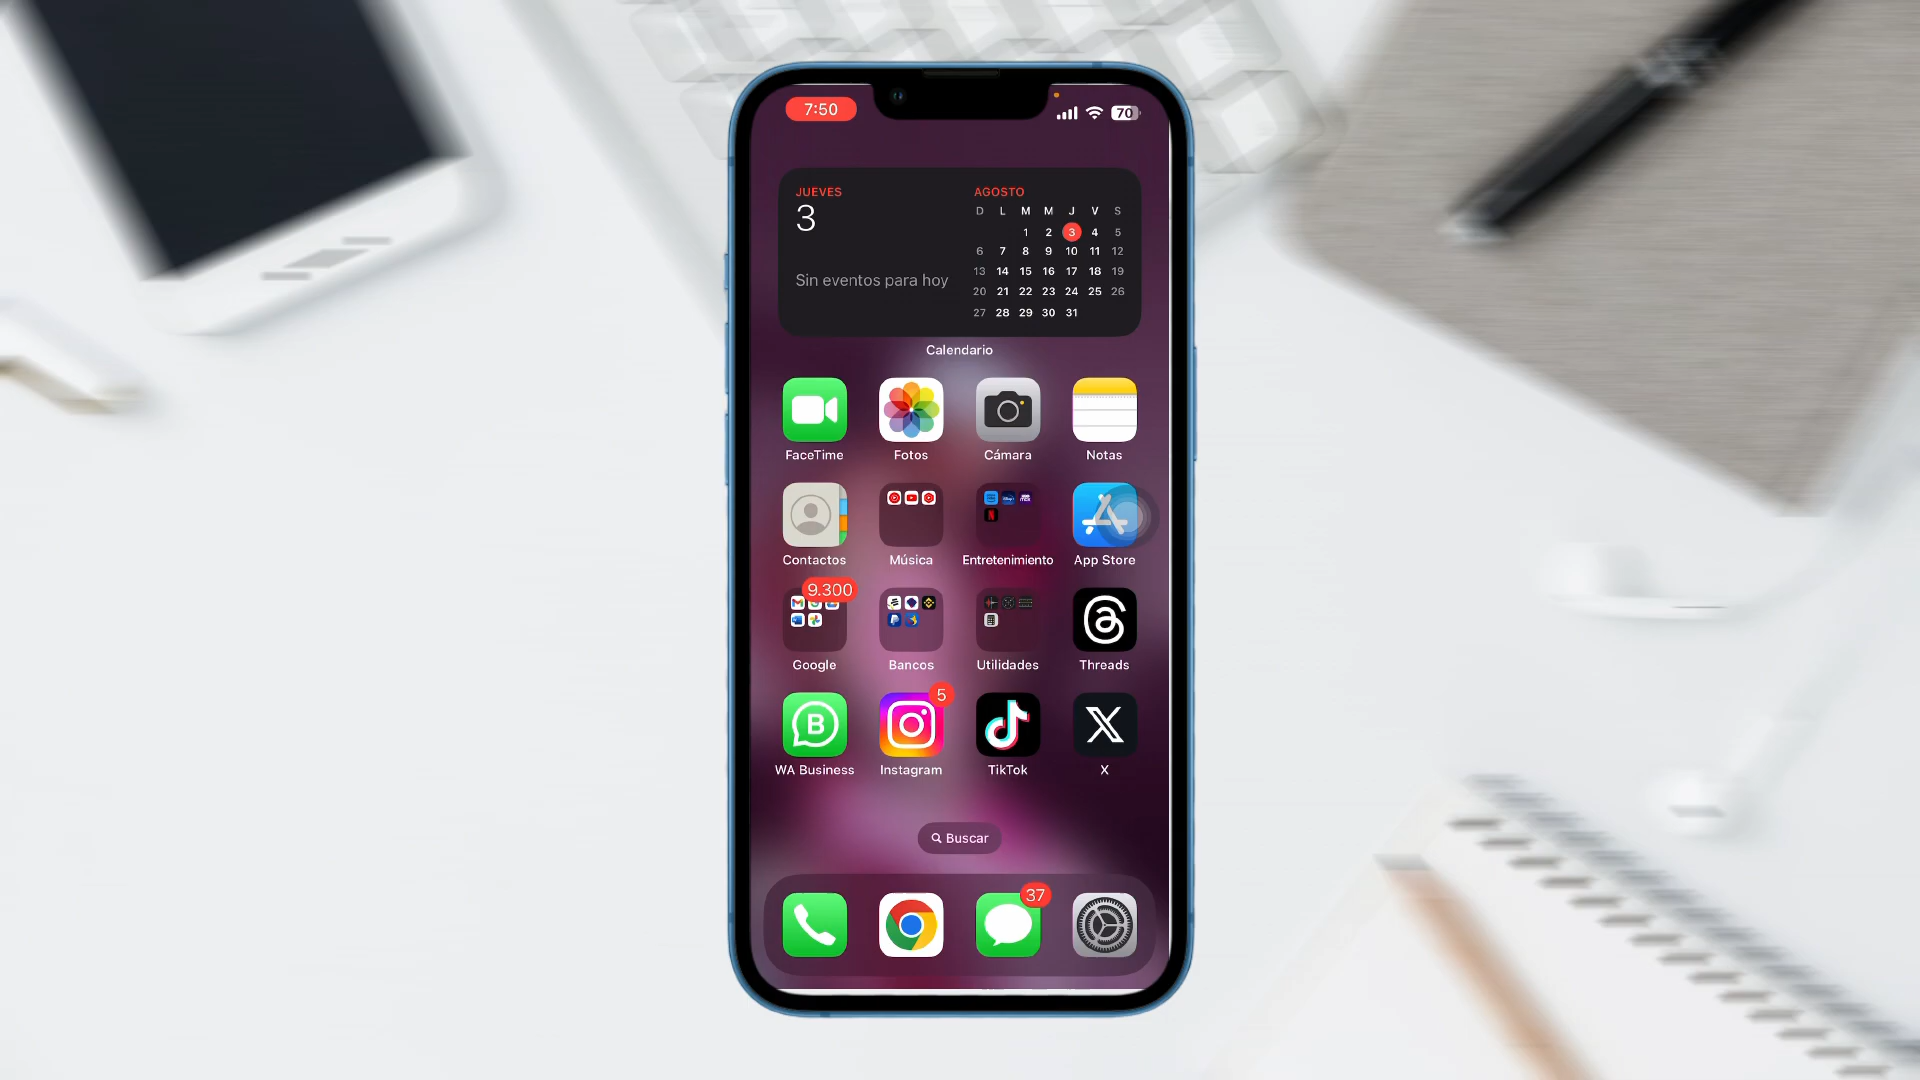 7:50
70
JUEVES
3
Sin eventos para hoy
AGOSTO
D L M M J V S
1 2 3 4 5
6 7 8 9 10 11 12
13 14 15 16 17 18 19
20 21 22 23 24 25 26
27 28 29 30 31
Calendario
FaceTime
Fotos
Cámara
Notas
Contactos
Música
Entretenimiento
App Store
9.300
Google
Bancos
Utilidades
Threads
B
5
WA Business
Instagram
TikTok
X
Buscar
37